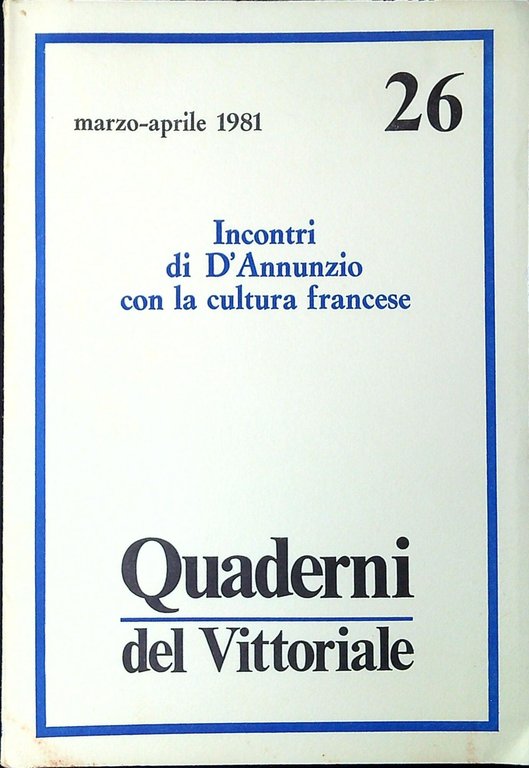 marzo-aprile 1981
26
Incontri
di D'Annunzio
con la cultura francese
Quaderni
del Vittoriale